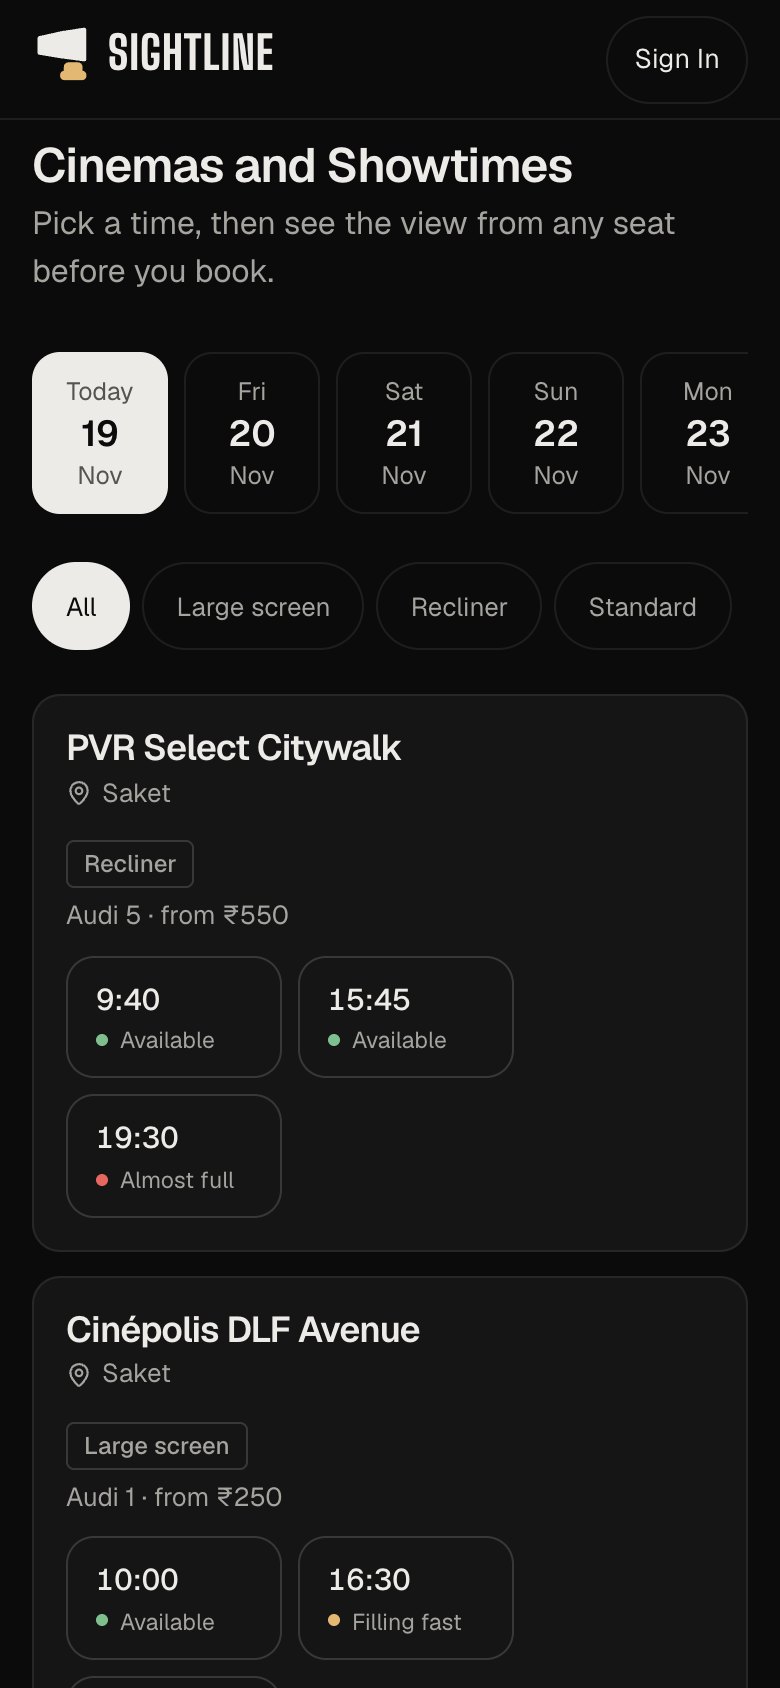 SIGHTLINE
Sign In
Cinemas and Showtimes
Pick a time, then see the view from any seat
before you book.
Today
19
Nov
Fri
20
Nov
Sat
21
Nov
Sun
22
Nov
Mon
23
Nov
All
Large screen
Recliner
Standard
PVR Select Citywalk
Saket
Recliner
Audi 5 · from ₹550
9:40
Available
15:45
Available
19:30
Almost full
Cinépolis DLF Avenue
Saket
Large screen
Audi 1 · from ₹250
10:00
Available
16:30
Filling fast